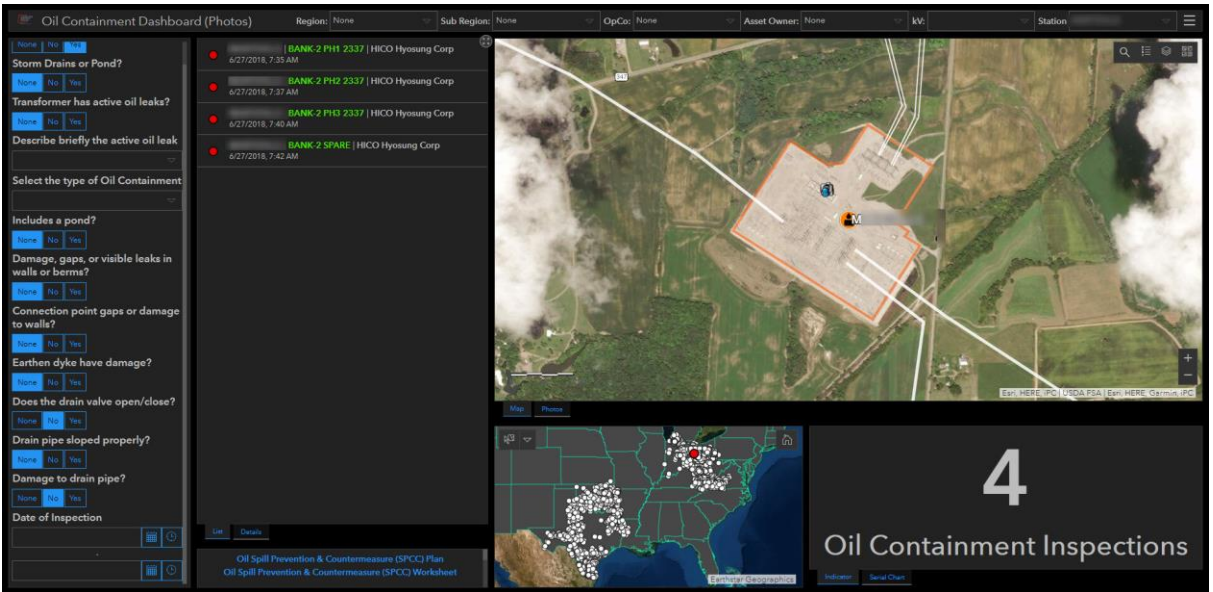 Oil Containment Dashboard (Photos)
Region: None
Sub Region: None
OpCo: None
Asset Owner: None
kV:
Station
None No Yes
Storm Drains or Pond?
None No Yes
Transformer has active oil leaks?
None No Yes
Describe briefly the active oil leak
Select the type of Oil Containment
Includes a pond?
None No Yes
Damage, gaps, or visible leaks in
walls or berms?
None No Yes
Connection point gaps or damage
to walls?
None No Yes
Earthen dyke have damage?
None No Yes
Does the drain valve open/close?
None No Yes
Drain pipe sloped properly?
None No Yes
Damage to drain pipe?
None No Yes
Date of Inspection
| BANK-2 PH1 2337 | HICO Hyosung Corp
6/27/2018, 7:35 AM
BANK-2 PH2 2337 | HICO Hyosung Corp
6/27/2018, 7:37 AM
BANK-2 PH3 2337 | HICO Hyosung Corp
6/27/2018, 7:40 AM
BANK-2 SPARE | HICO Hyosung Corp
6/27/2018, 7:42 AM
List Details
Oil Spill Prevention & Countermeasure (SPCC) Plan
Oil Spill Prevention & Countermeasure (SPCC) Worksheet
347
M
Esri, HERE, iPC | USDA FSA | Esri, HERE, Garmin, iPC
Map Photos
Earthstar Geographics
4
Oil Containment Inspections
Indicator Serial Chart